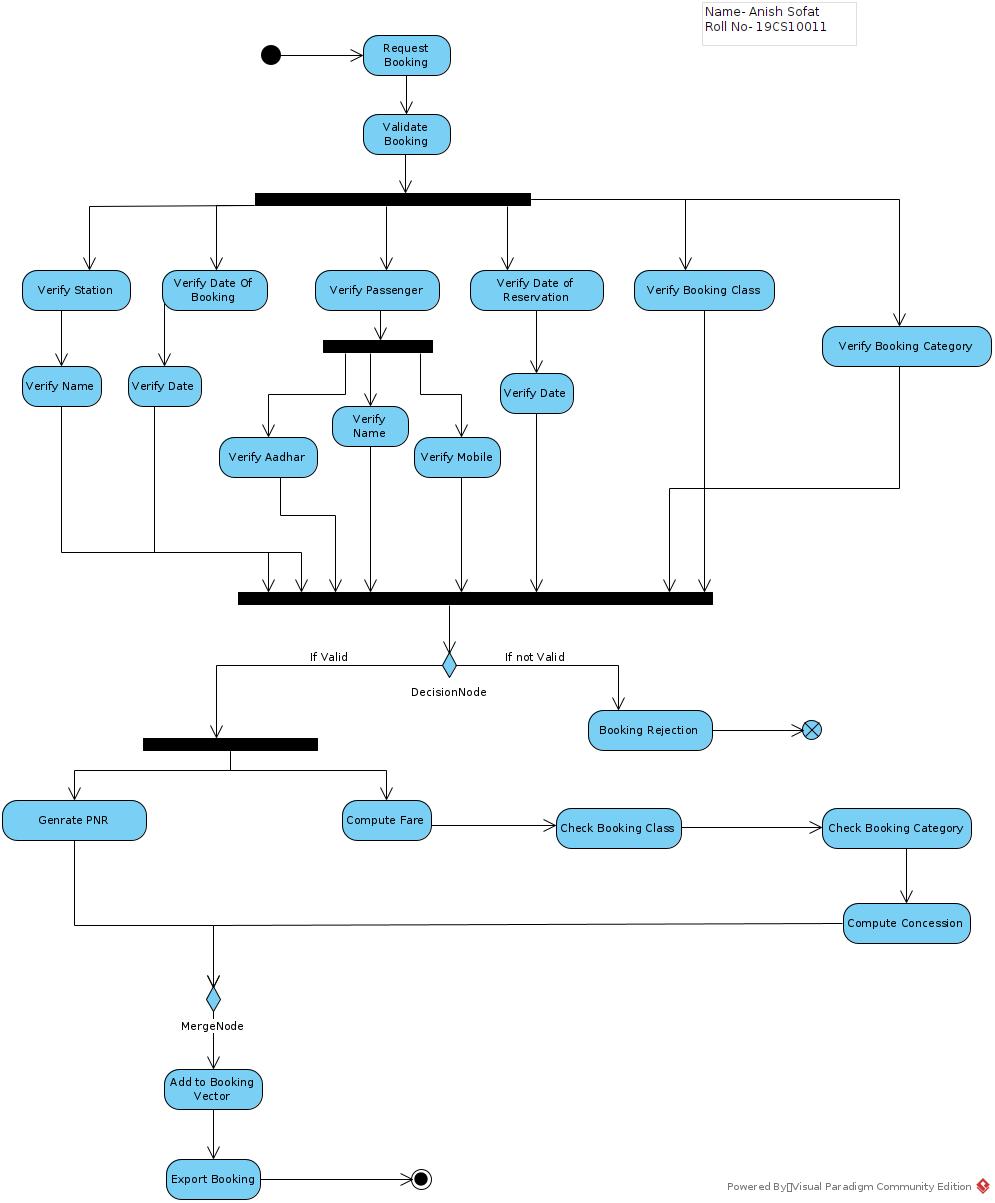 Name- Anish Sofat
Roll No- 19CS10011
Request
Booking
Validate
Booking
Verify Station
Verify Date Of
Booking
Verify Passenger
Verify Date of
Reservation
Verify Booking Class
Verify Booking Category
Verify Name
Verify Date
Verify Aadhar
Verify
Name
Verify Mobile
Verify Date
If Valid
If not Valid
DecisionNode
Booking Rejection
Genrate PNR
Compute Fare
Check Booking Class
Check Booking Category
Compute Concession
MergeNode
Add to Booking
Vector
Export Booking
Powered By▯Visual Paradigm Community Edition